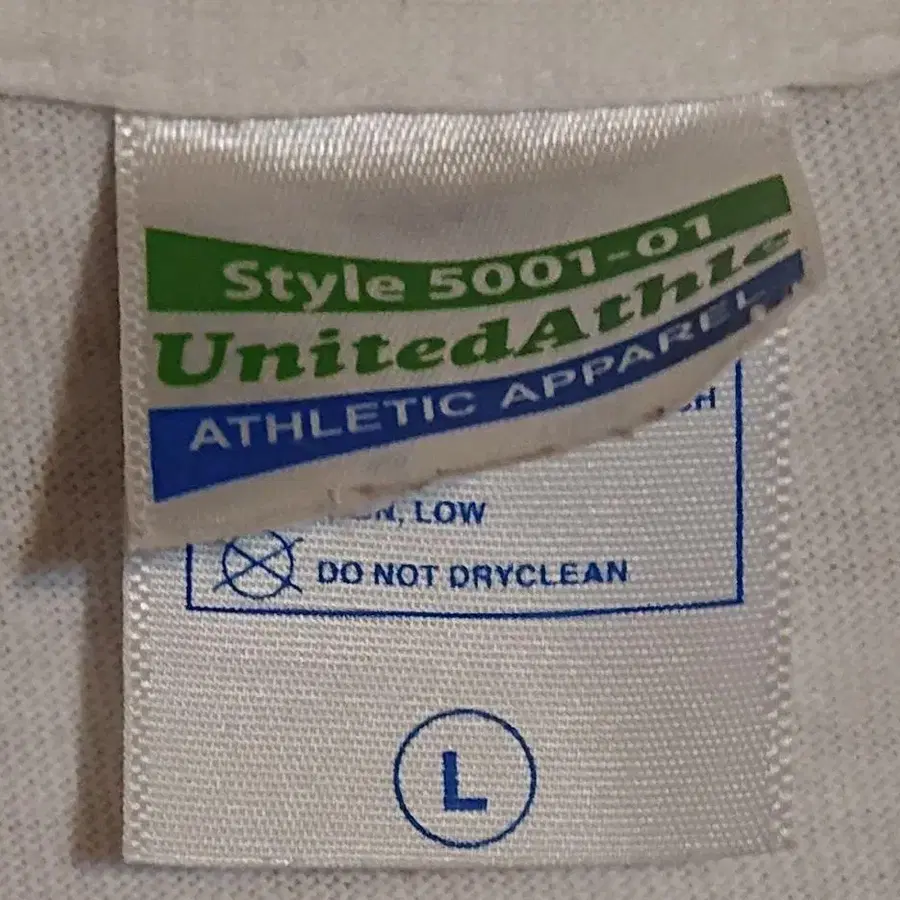 Style 5001-01
UnitedAthle
ATHLETIC APPAREL
LOW
DO NOT DRYCLEAN
L